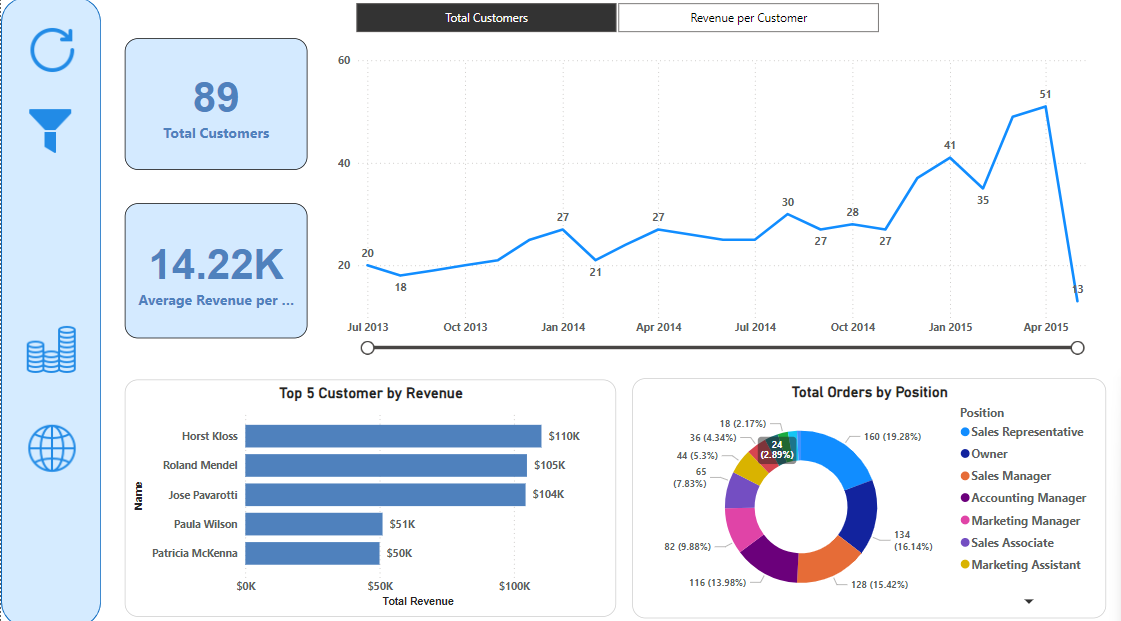 Total Customers
Revenue per Customer
89
Total Customers
14.22K
Average Revenue per ...
60
40
20
20
18
27
21
27
30
27
28
27
41
35
51
13
Jul 2013
Oct 2013
Jan 2014
Apr 2014
Jul 2014
Oct 2014
Jan 2015
Apr 2015
Top 5 Customer by Revenue
Name
Horst Kloss
$110K
Roland Mendel
$105K
Jose Pavarotti
$104K
Paula Wilson
$51K
Patricia McKenna
$50K
$0K
$50K
$100K
Total Revenue
Total Orders by Position
18 (2.17%)
36 (4.34%)
44 (5.3%)
65
(7.83%)
82 (9.88%)
116 (13.98%)
24
(2.89%)
160 (19.28%)
134
(16.14%)
128 (15.42%)
Position
Sales Representative
Owner
Sales Manager
Accounting Manager
Marketing Manager
Sales Associate
Marketing Assistant